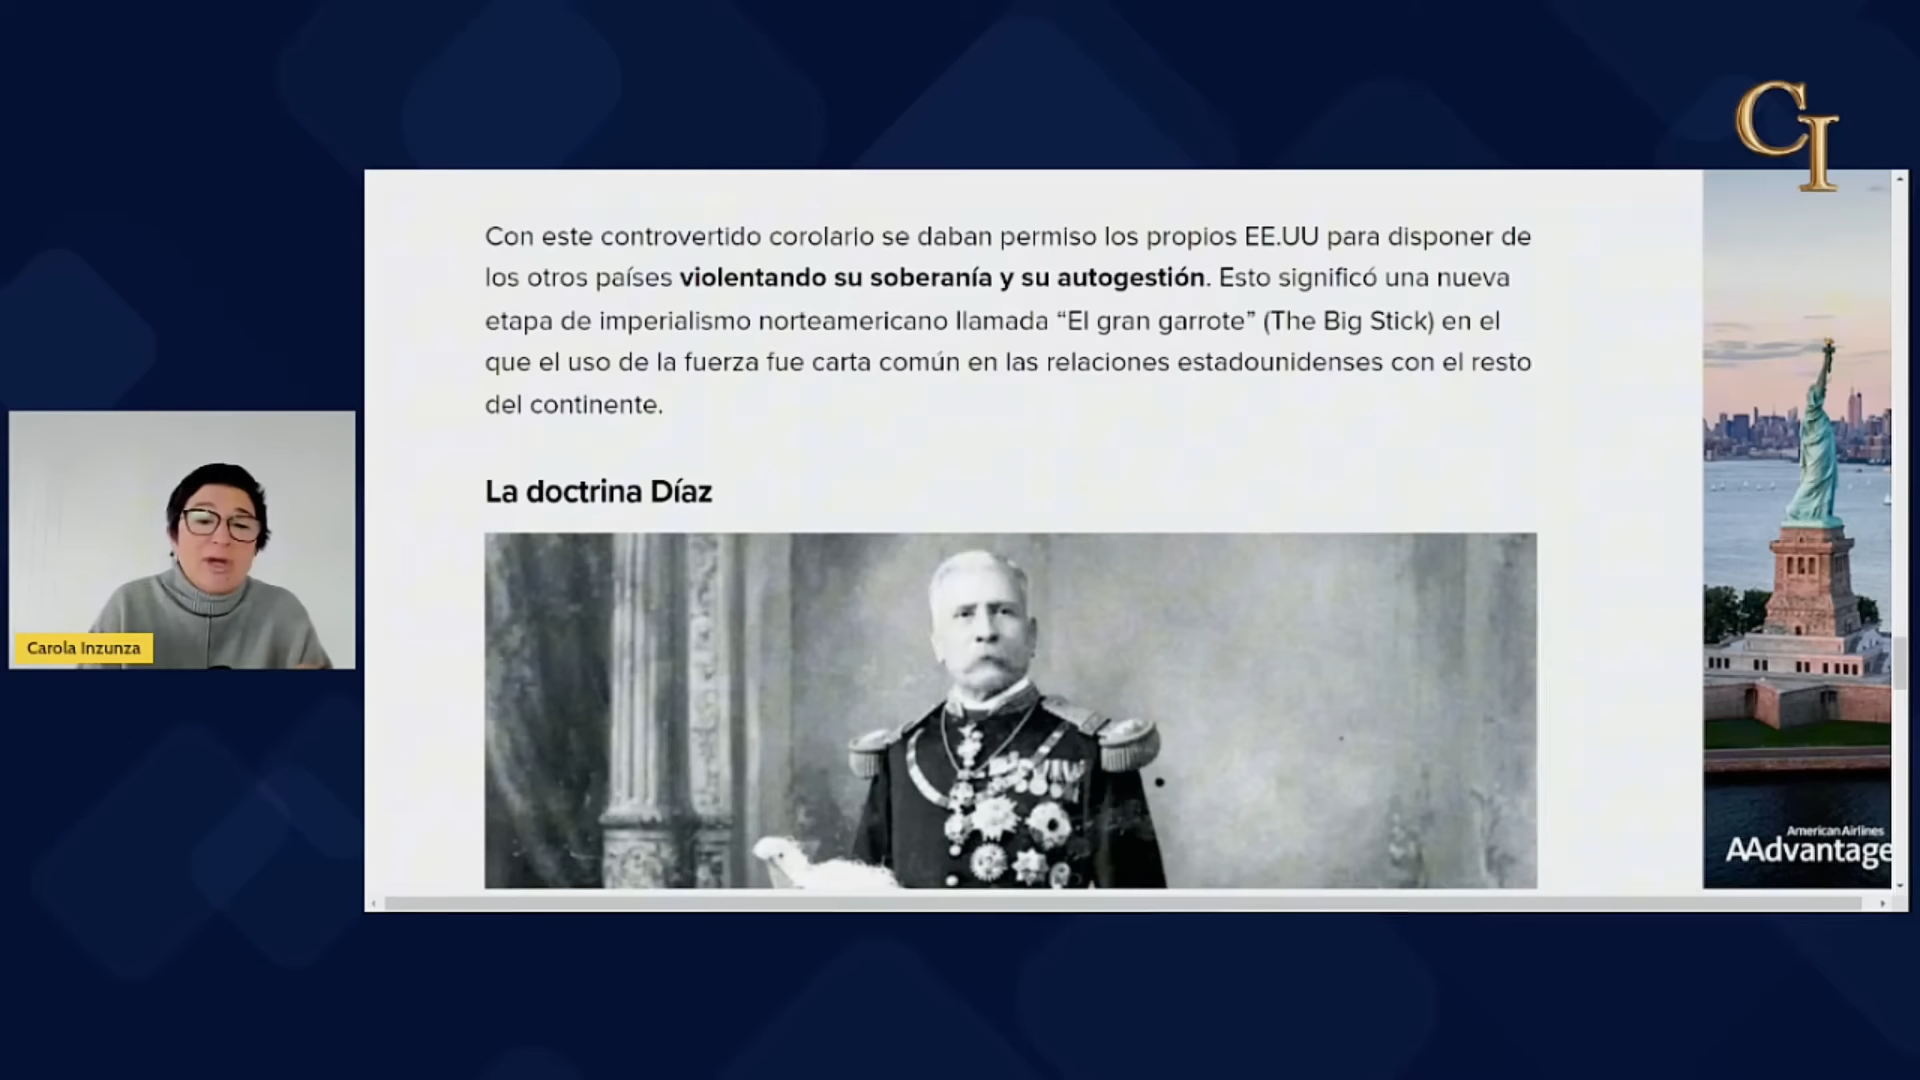 CI
Con este controvertido corolario se daban permiso los propios EE.UU para disponer de
los otros países violentando su soberanía y su autogestión. Esto significó una nueva
etapa de imperialismo norteamericano llamada “El gran garrote” (The Big Stick) en el
que el uso de la fuerza fue carta común en las relaciones estadounidenses con el resto
del continente.
La doctrina Díaz
Carola Inzunza
American Airlines
AAdvantage